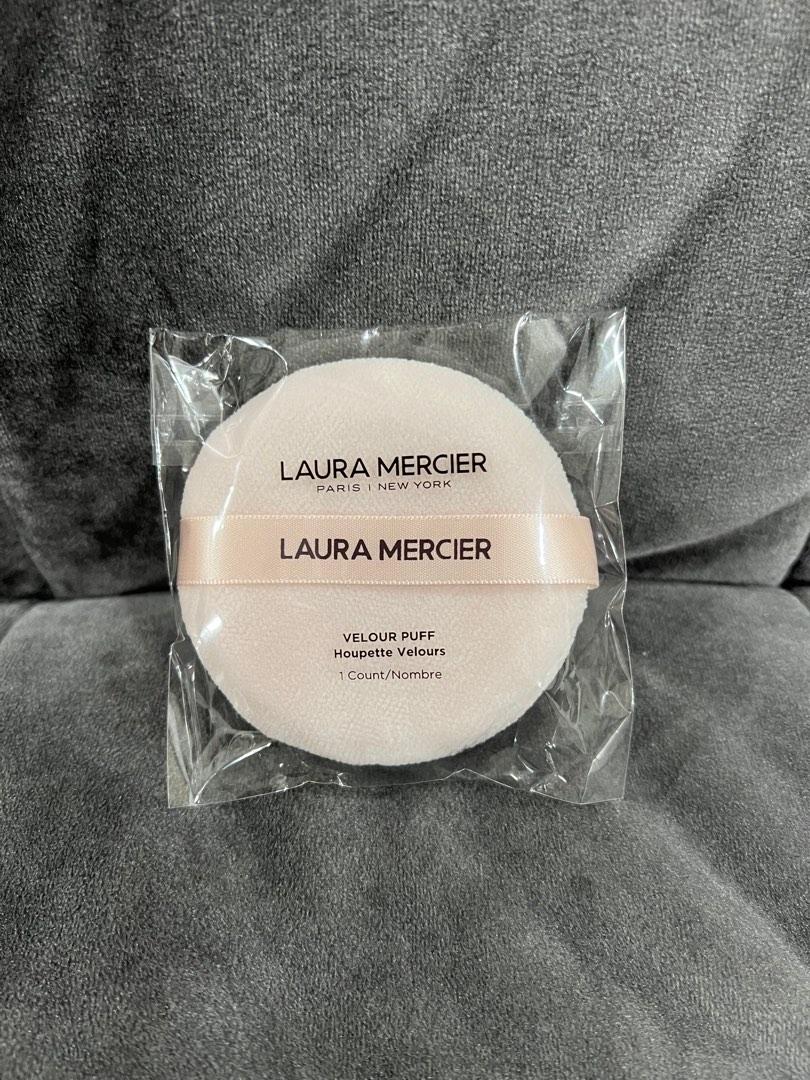 LAURA MERCIER
PARIS | NEW YORK
LAURA MERCIER
VELOUR PUFF
Houpette Velours
1 Count/Nombre